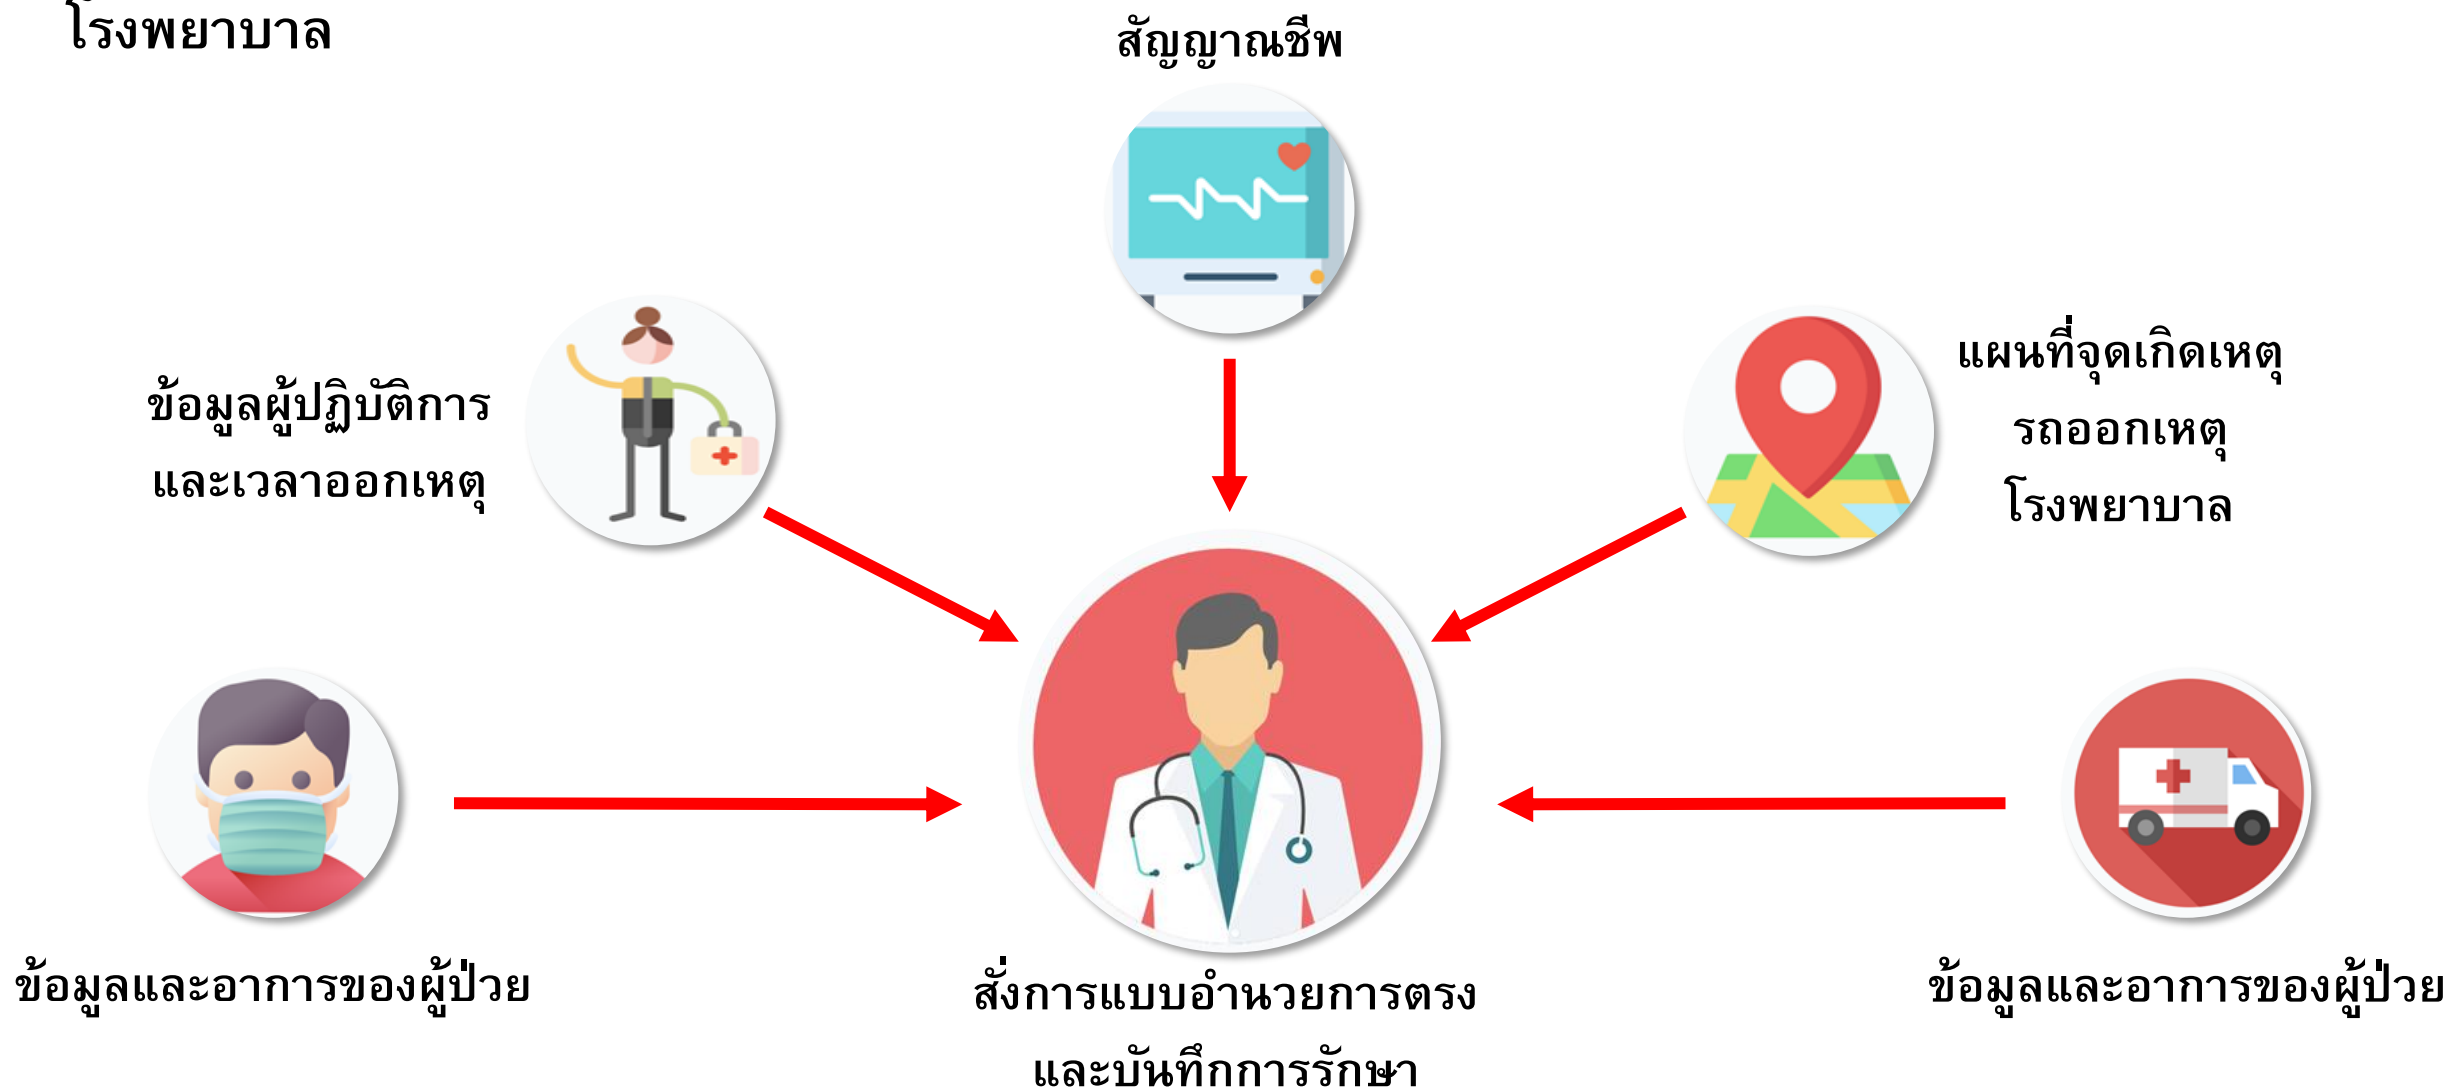 โรงพยาบาล
สัญญาณชีพ
ข้อมูลผู้ปฏิบัติการ
และเวลาออกเหตุ
แผนที่จุดเกิดเหตุ
รถออกเหตุ
โรงพยาบาล
ข้อมูลและอาการของผู้ป่วย
สั่งการแบบอำนวยการตรง
และบันทึกการรักษา
ข้อมูลและอาการของผู้ป่วย